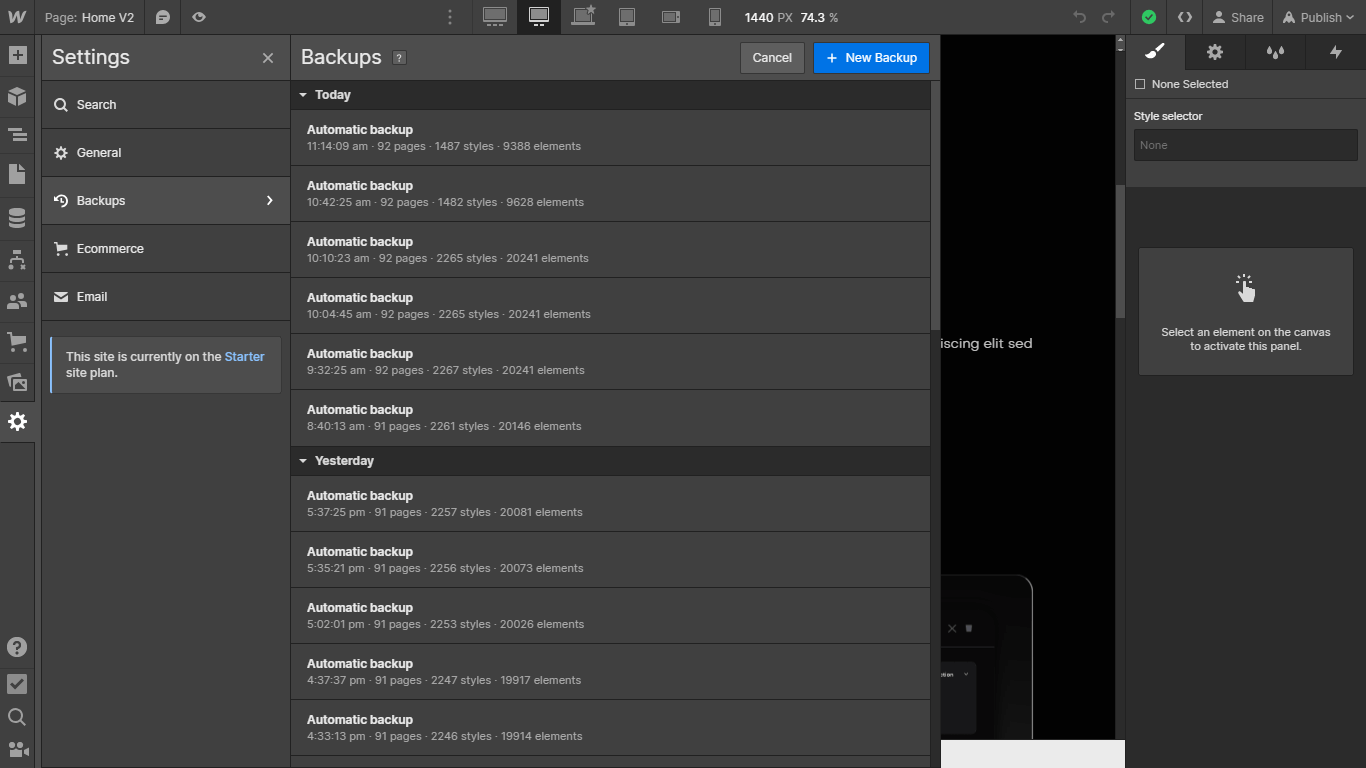 Page: Home V2
1440 PX 74.3 %
Share
Publish
Settings
Search
General
Backups
Ecommerce
Email
This site is currently on the Starter
site plan.
Backups ?
Cancel
+ New Backup
Today
Automatic backup
11:14:09 am · 92 pages · 1487 styles · 9388 elements
Automatic backup
10:42:25 am · 92 pages · 1482 styles · 9628 elements
Automatic backup
10:10:23 am · 92 pages · 2265 styles · 20241 elements
Automatic backup
10:04:45 am · 92 pages · 2265 styles · 20241 elements
Automatic backup
9:32:25 am · 92 pages · 2267 styles · 20241 elements
Automatic backup
8:40:13 am · 91 pages · 2261 styles · 20146 elements
Yesterday
Automatic backup
5:37:25 pm · 91 pages · 2257 styles · 20081 elements
Automatic backup
5:35:21 pm · 91 pages · 2256 styles · 20073 elements
Automatic backup
5:02:01 pm · 91 pages · 2253 styles · 20026 elements
Automatic backup
4:37:37 pm · 91 pages · 2247 styles · 19917 elements
Automatic backup
4:33:13 pm · 91 pages · 2246 styles · 19914 elements
iscing elit sed
None Selected
Style selector
None
Select an element on the canvas
to activate this panel.